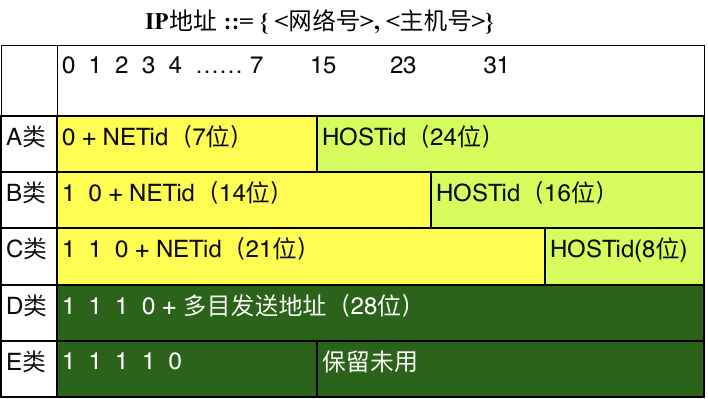 IP地址 ::= { <网络号>, <主机号>}
0 1 2 3 4 …… 7 15 23 31
A类 0 + NETid（7位） HOSTid（24位）
B类 1 0 + NETid（14位） HOSTid（16位）
C类 1 1 0 + NETid（21位） HOSTid(8位)
D类 1 1 1 0 + 多目发送地址（28位）
E类 1 1 1 1 0 保留未用